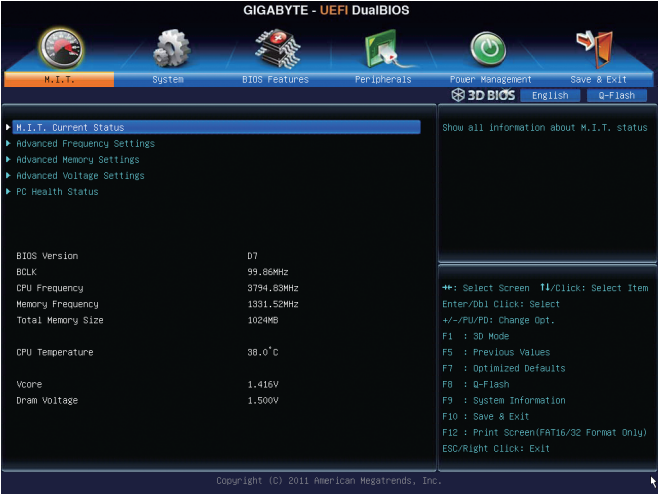 GIGABYTE - UEFI DualBIOS
M.I.T. System BIOS Features Peripherals Power Management Save & Exit
3D BIOS English Q-Flash
M.I.T. Current Status
Advanced Frequency Settings
Advanced Memory Settings
Advanced Voltage Settings
PC Health Status
BIOS Version D7
BCLK 99.86MHz
CPU Frequency 3794.83MHz
Memory Frequency 1331.52MHz
Total Memory Size 1024MB
CPU Temperature 38.0°C
Vcore 1.416V
Dram Voltage 1.500V
Show all information about M.I.T. status
→←: Select Screen ↑↓/Click: Select Item
Enter/Dbl Click: Select
+/-/PU/PD: Change Opt.
F1 : 3D Mode
F5 : Previous Values
F7 : Optimized Defaults
F8 : Q-Flash
F9 : System Information
F10 : Save & Exit
F12 : Print Screen(FAT16/32 Format Only)
ESC/Right Click: Exit
Copyright (C) 2011 American Megatrends, Inc.